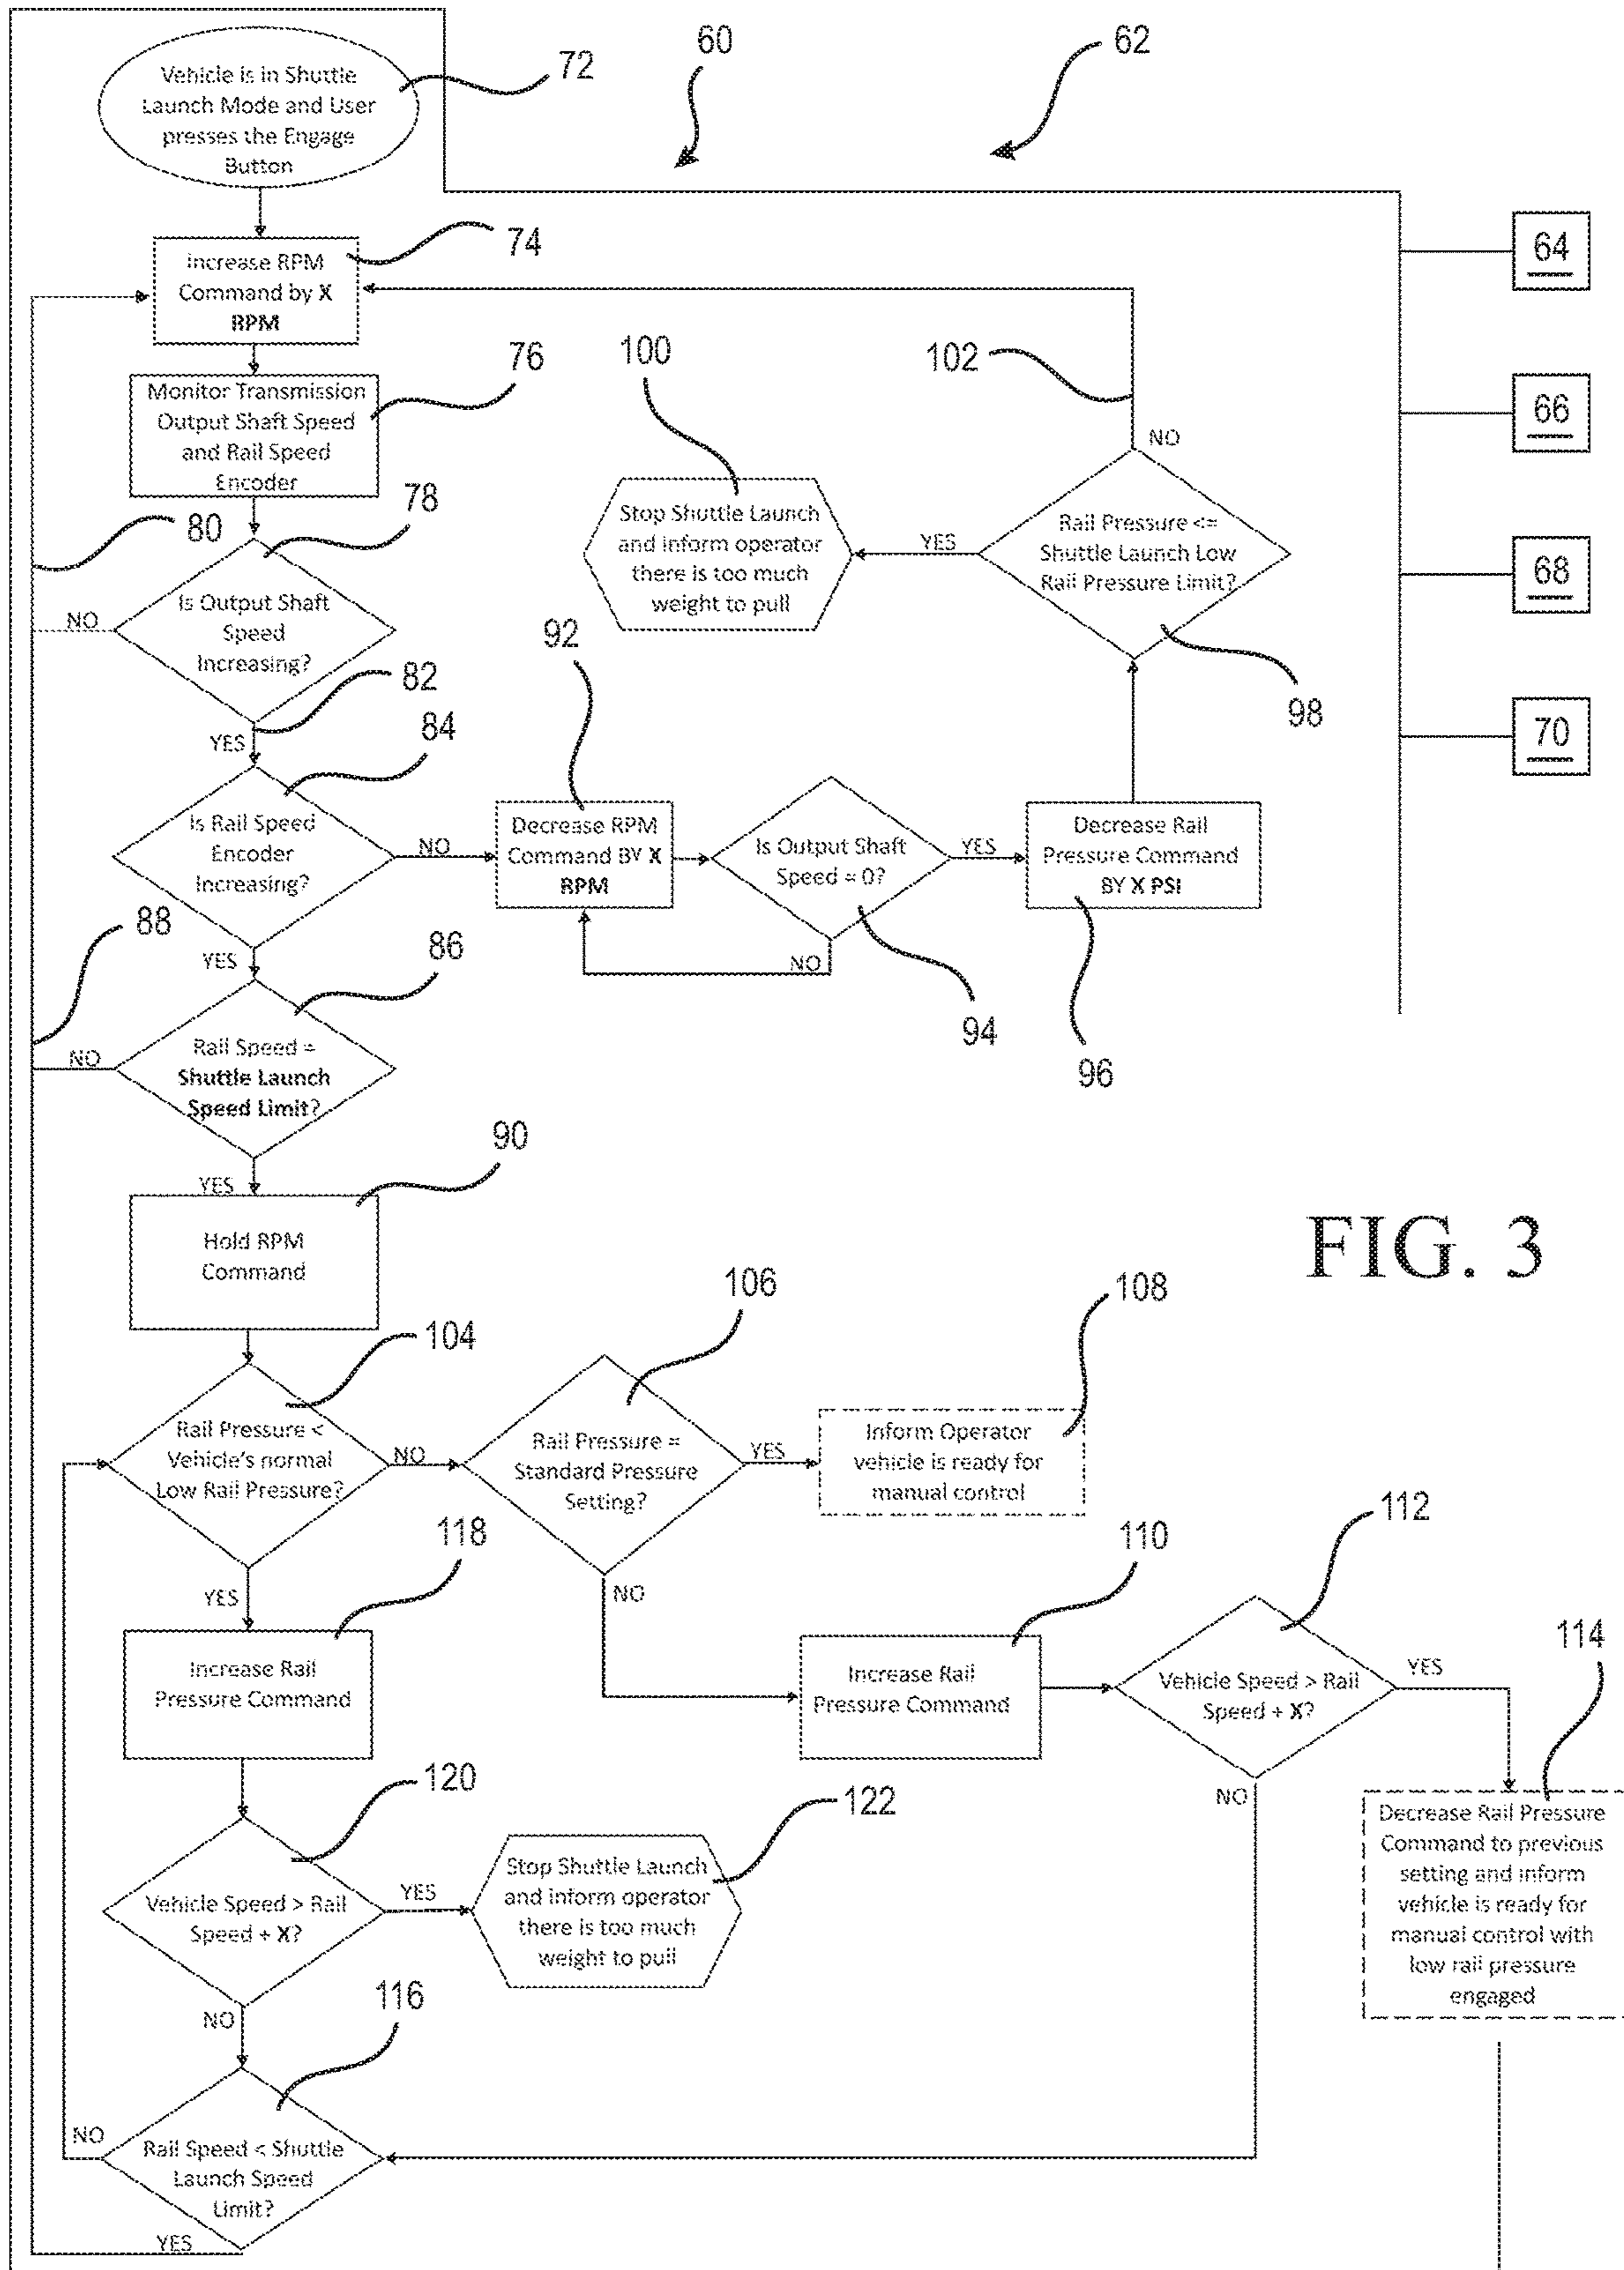 60
62
Vehicle is in Shuttle
Launch Mode and User
presses the Engage
Button
72
74
Increase RPM
Command by X
RPM
64
76
Monitor Transmission
Output Shaft Speed
and Rail Speed
Encoder
100
102
66
NO
78
80
Stop Shuttle Launch
and inform operator
there is too much
weight to pull
YES
Rail Pressure <=
Shuttle Launch Low
Rail Pressure Limit?
68
NO
Is Output Shaft
Speed
Increasing?
92
82
98
YES
84
70
Is Rail Speed
Encoder
Increasing?
NO
Decrease RPM
Command BY X
RPM
Is Output Shaft
Speed = 0?
YES
Decrease Rail
Pressure Command
BY X PSI
88
YES
86
NO
94
96
NO
Rail Speed =
Shuttle Launch
Speed Limit?
90
YES
Hold RPM
Command
FIG. 3
106
108
104
Rail Pressure <
Vehicle's normal
Low Rail Pressure?
NO
Rail Pressure =
Standard Pressure
Setting?
YES
Inform Operator
vehicle is ready for
manual control
112
118
110
YES
NO
114
Increase Rail
Pressure Command
Increase Rail
Pressure Command
Vehicle Speed > Rail
Speed + X?
YES
120
122
NO
Decrease Rail Pressure
Command to previous
setting and inform
vehicle is ready for
manual control with
low rail pressure
engaged
Vehicle Speed > Rail
Speed + X?
YES
Stop Shuttle Launch
and inform operator
there is too much
weight to pull
116
NO
NO
Rail Speed < Shuttle
Launch Speed
Limit?
YES